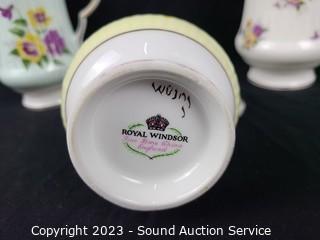 ROYAL WINDSOR
Fine Bone China
England
Copyright 2023 - Sound Auction Service